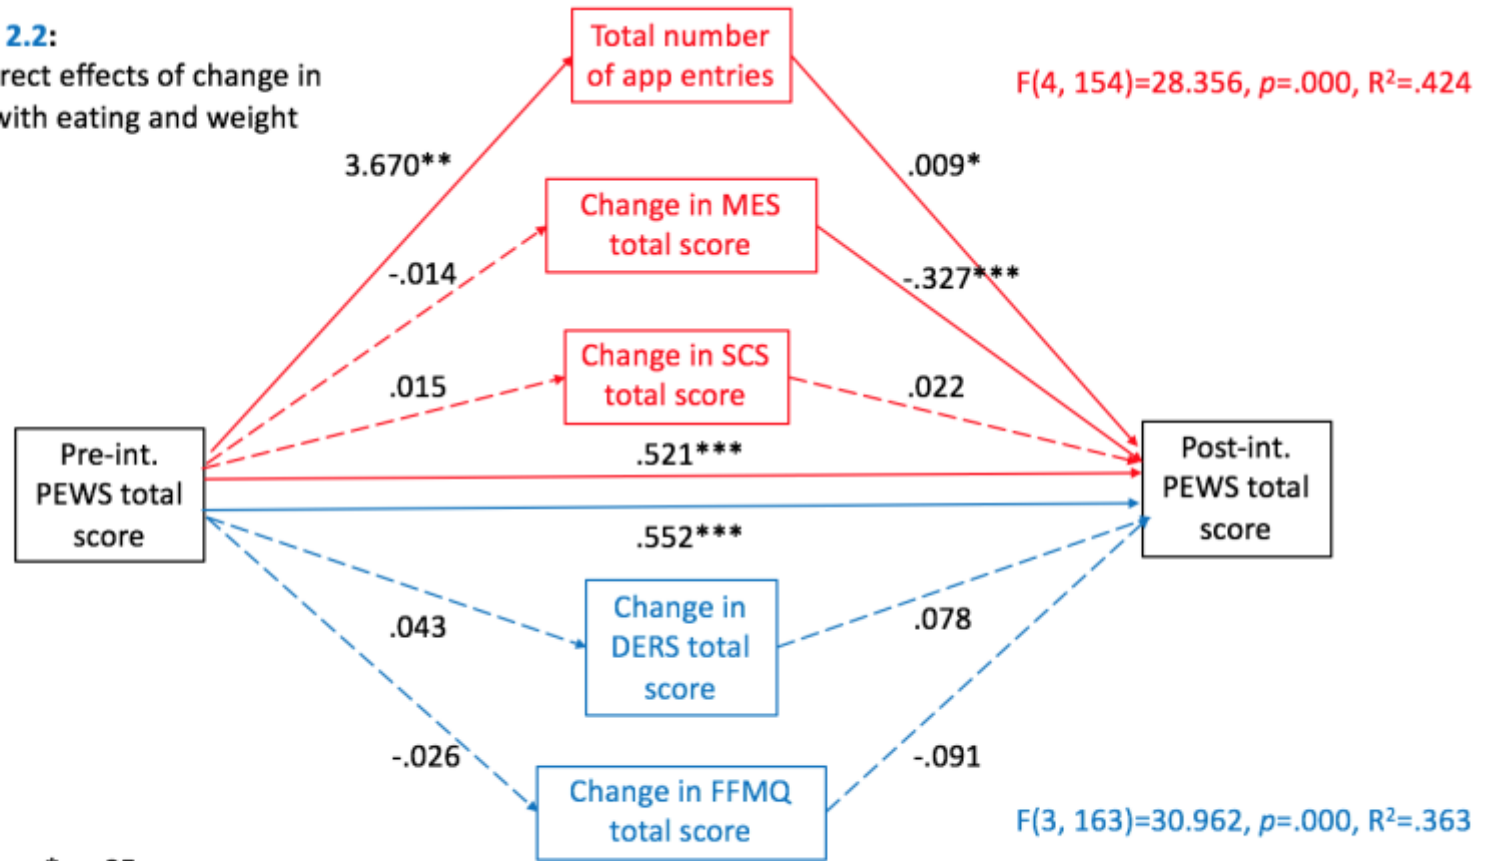 2.2:
rect effects of change in
with eating and weight
Total number
of app entries
F(4, 154)=28.356, p=.000, R²=.424
3.670**
.009*
Change in MES
total score
-.014
-.327***
Change in SCS
total score
.015
.022
.521***
Pre-int.
PEWS total
score
Post-int.
PEWS total
score
.552***
Change in
DERS total
score
.043
.078
-.026
-.091
Change in FFMQ
total score
F(3, 163)=30.962, p=.000, R²=.363